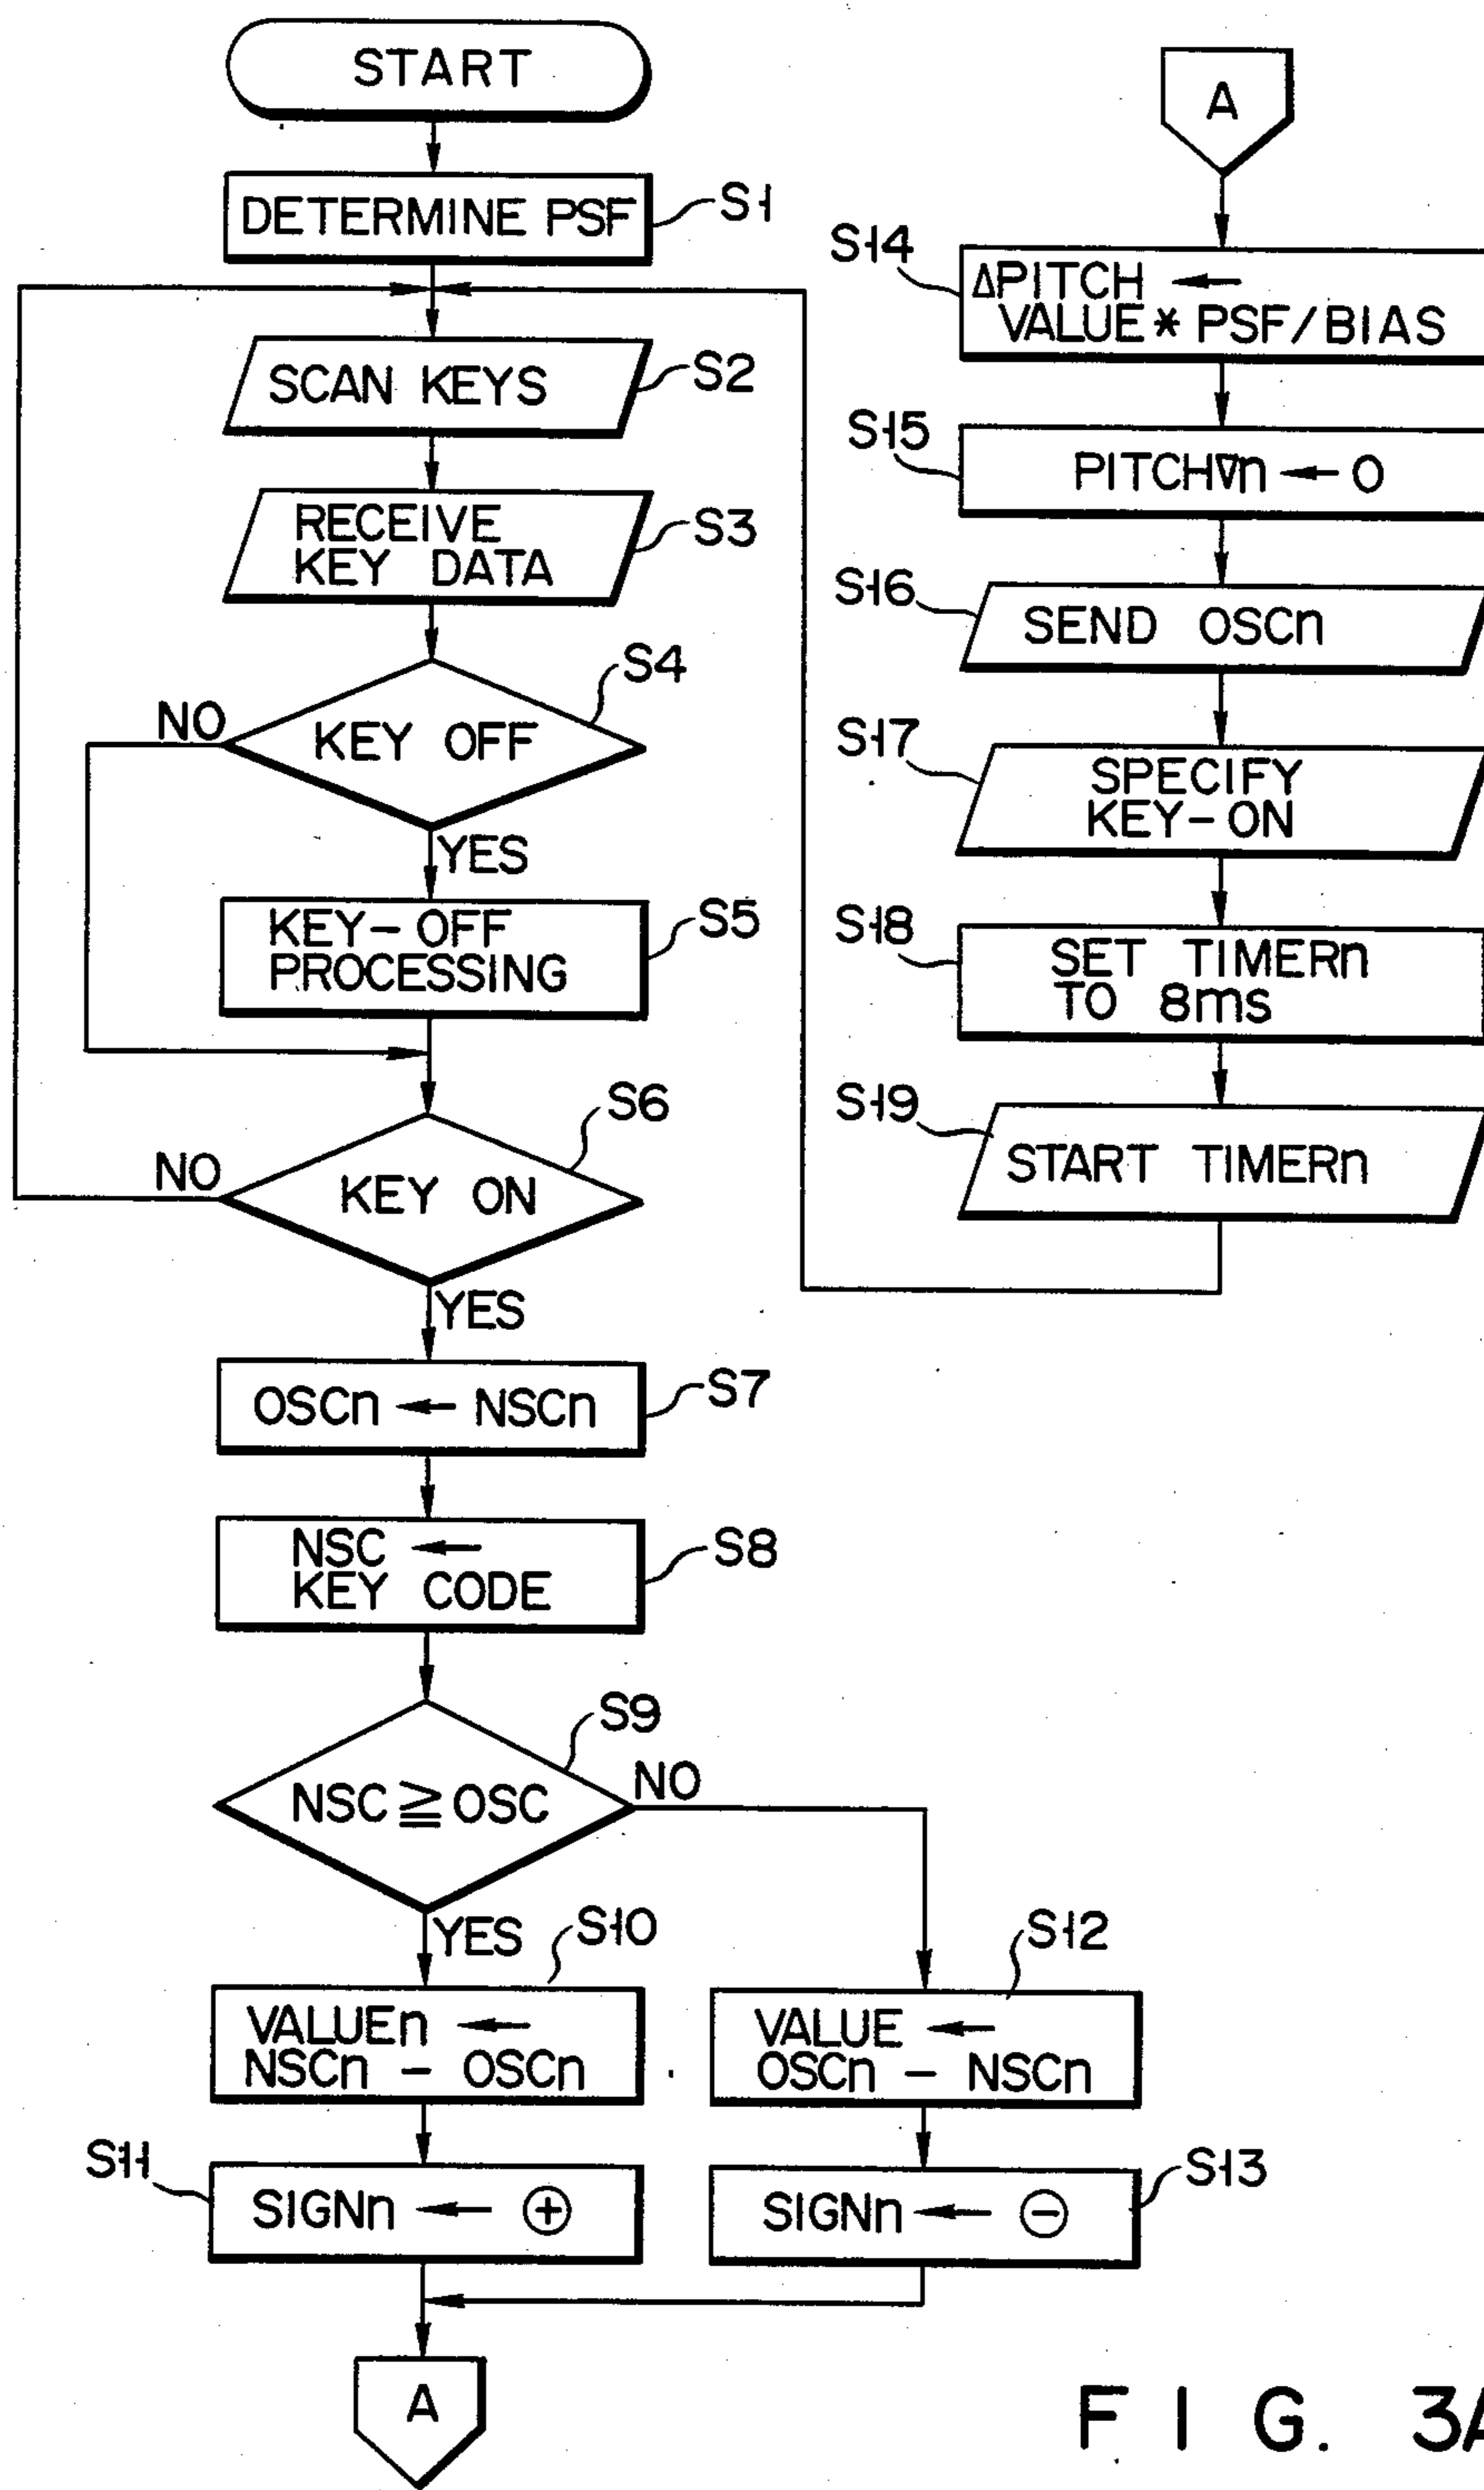 START
DETERMINE PSF
S1
SCAN KEYS
S2
RECEIVE
KEY DATA
S3
KEY OFF
S4
NO
YES
KEY-OFF
PROCESSING
S5
KEY ON
S6
NO
YES
OSCn ← NSCn
S7
NSC ←
KEY CODE
S8
NSC ≧ OSC
S9
NO
YES
VALUEn ←
NSCn - OSCn
S10
SIGNn ← ⊕
S11
VALUE ←
OSCn - NSCn
S12
SIGNn ← ⊖
S13
A
A
S14
ΔPITCH ←
VALUE * PSF/BIAS
S15
PITCH∇n ← 0
S16
SEND OSCn
S17
SPECIFY
KEY-ON
S18
SET TIMERn
TO 8ms
S19
START TIMERn
FIG. 3A